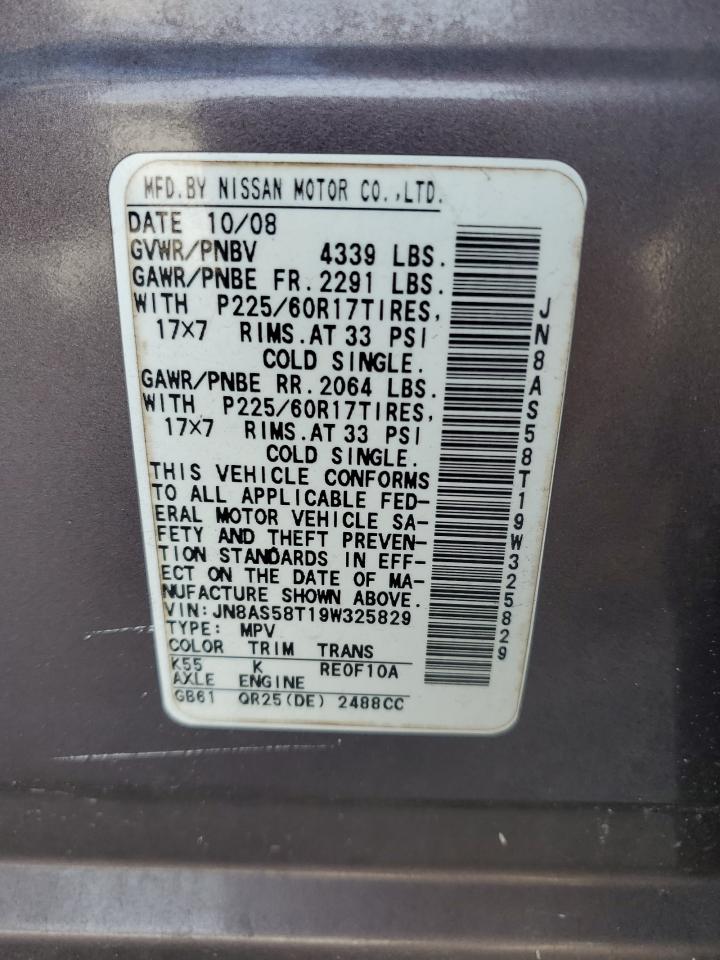 MFD.BY NISSAN MOTOR CO.,LTD.
DATE 10/08
GVWR/PNBV 4339 LBS.
GAWR/PNBE FR.2291 LBS.
WITH P225/60R17TIRES,
17×7 RIMS.AT 33 PSI
COLD SINGLE.
GAWR/PNBE RR.2064 LBS.
WITH P225/60R17TIRES,
17×7 RIMS.AT 33 PSI
COLD SINGLE.
THIS VEHICLE CONFORMS
TO ALL APPLICABLE FED-
ERAL MOTOR VEHICLE SA-
FETY AND THEFT PREVEN-
TION STANDARDS IN EFF-
ECT ON THE DATE OF MA-
NUFACTURE SHOWN ABOVE.
VIN:JN8AS58T19W325829
TYPE: MPV
COLOR TRIM TRANS
K55 K RE0F10A
AXLE ENGINE
GB61 QR25(DE) 2488CC
JN8AS58T19W325829